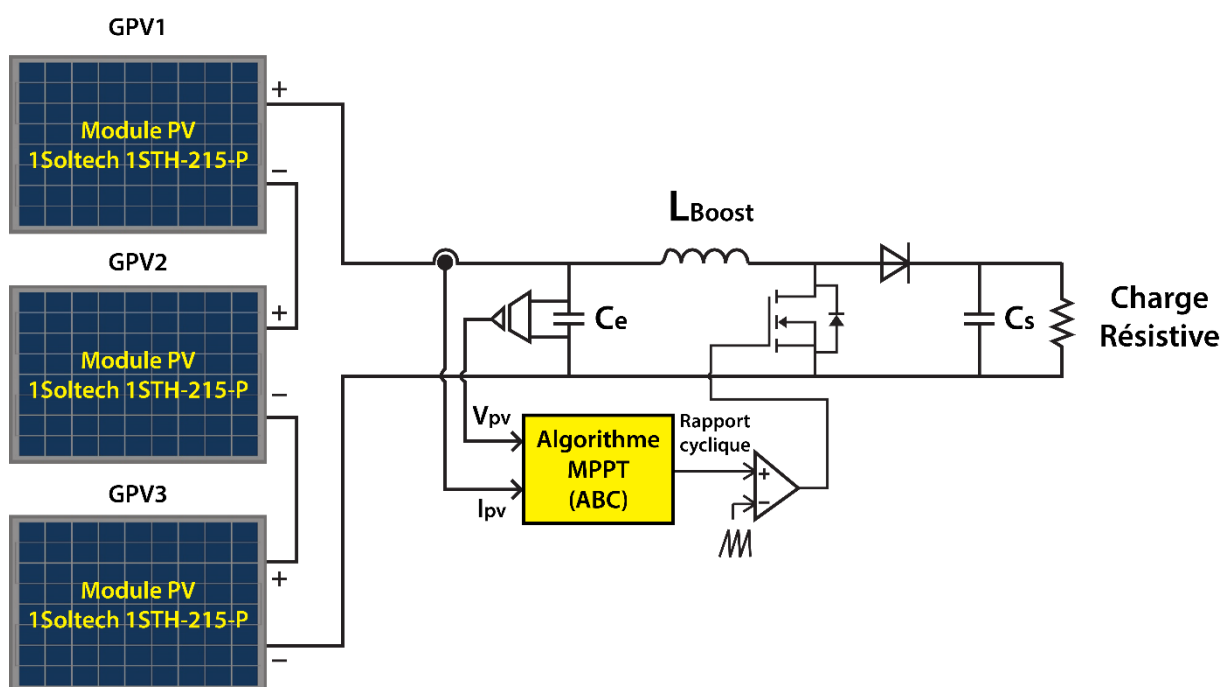 GPV1
+
Module PV
1Soltech 1STH-215-P
−
GPV2
+
Module PV
1Soltech 1STH-215-P
−
GPV3
+
Module PV
1Soltech 1STH-215-P
−
LBoost
Ce
Cs
Charge
Résistive
Vpv
Ipv
Algorithme
MPPT
(ABC)
Rapport
cyclique
+
−